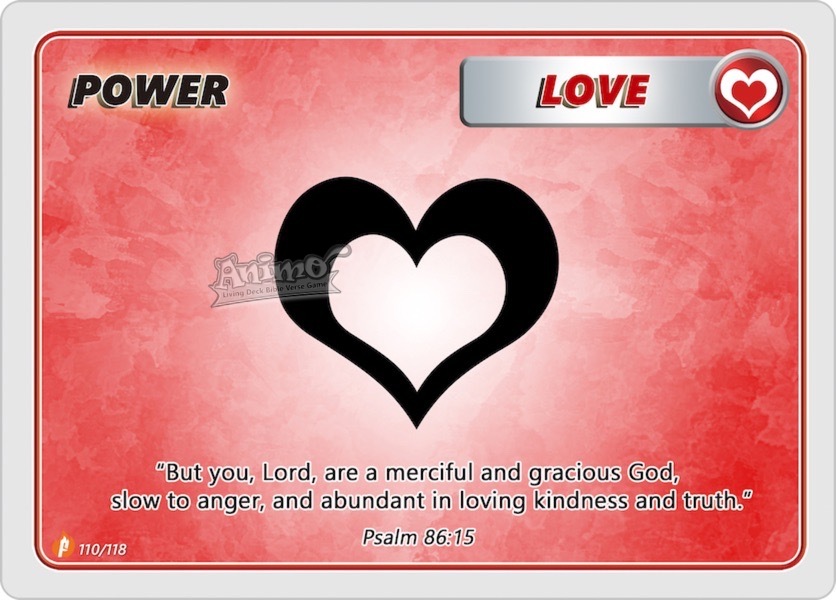 POWER
LOVE
Animo
Living Deck Bible Verse Game
“But you, Lord, are a merciful and gracious God,
slow to anger, and abundant in loving kindness and truth.”
Psalm 86:15
110/118